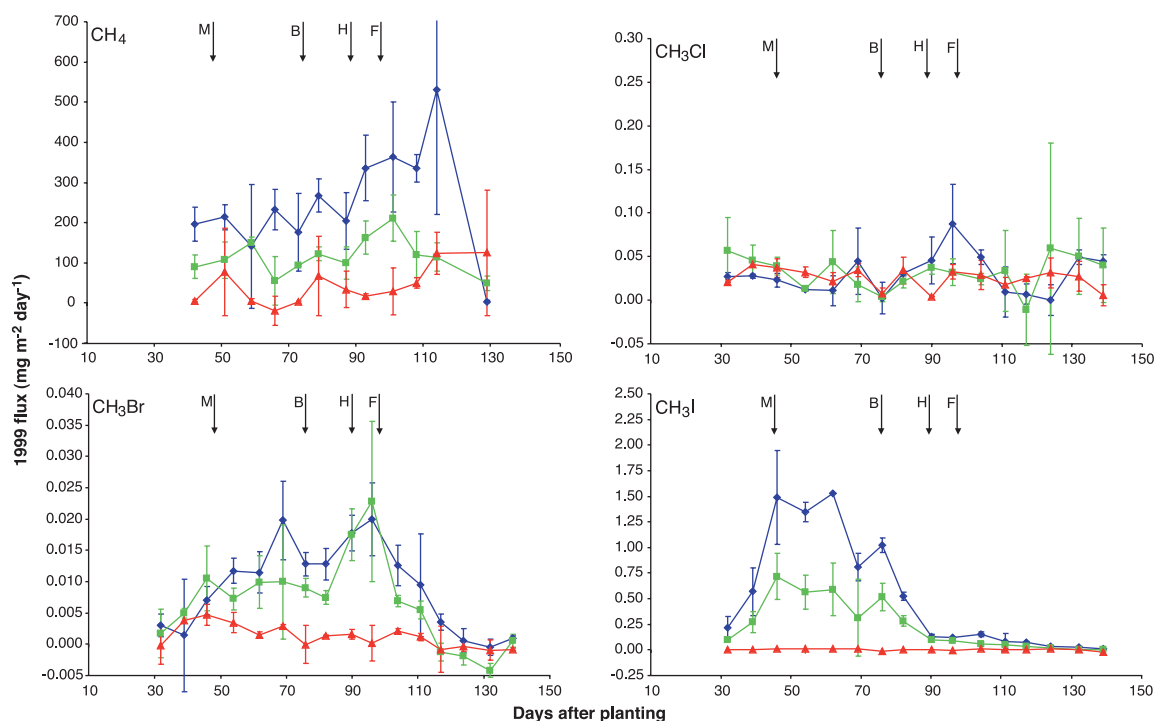 1999 flux (mg m⁻² day⁻¹)
CH₄
M B H F
700
600
500
400
300
200
100
0
-100
10 30 50 70 90 110 130 150
CH₃Cl
M B H F
0.30
0.25
0.20
0.15
0.10
0.05
0.00
-0.05
10 30 50 70 90 110 130 150
CH₃Br
M B H F
0.040
0.035
0.030
0.025
0.020
0.015
0.010
0.005
0.000
-0.005
10 30 50 70 90 110 130 150
CH₃I
M B H F
2.50
2.25
2.00
1.75
1.50
1.25
1.00
0.75
0.50
0.25
0.00
-0.25
10 30 50 70 90 110 130 150
Days after planting